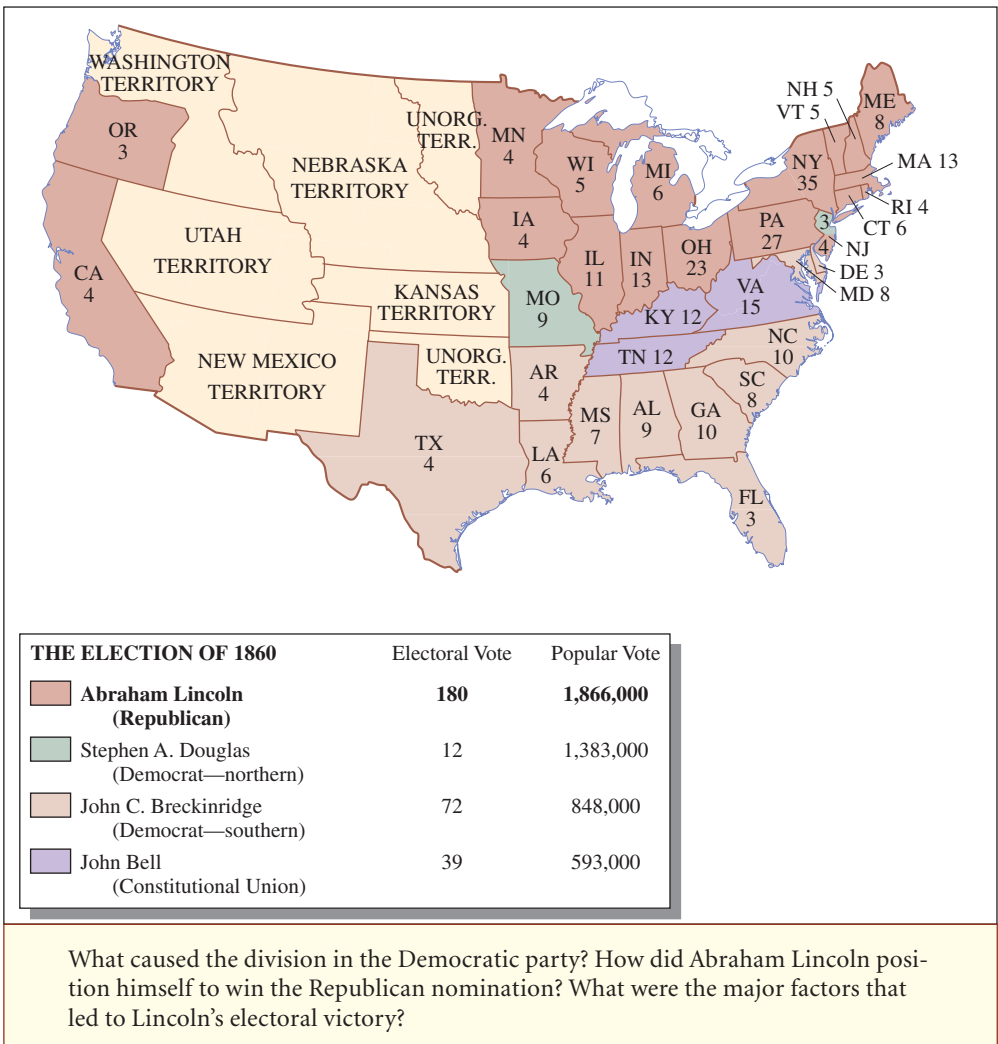 WASHINGTON
TERRITORY
OR
3
CA
4
NEBRASKA
TERRITORY
UNORG.
TERR.
UTAH
TERRITORY
KANSAS
TERRITORY
NEW MEXICO
TERRITORY
UNORG.
TERR.
MN
4
IA
4
MO
9
AR
4
LA
6
TX
4
WI
5
MI
6
IL
11
IN
13
OH
23
KY 12
TN 12
MS
7
AL
9
GA
10
FL
3
SC
8
NC
10
VA
15
PA
27
NY
35
NH 5
VT 5
ME
8
MA 13
RI 4
CT 6
3
4
NJ
DE 3
MD 8
THE ELECTION OF 1860 Electoral Vote Popular Vote
Abraham Lincoln 180 1,866,000
(Republican)
Stephen A. Douglas 12 1,383,000
(Democrat—northern)
John C. Breckinridge 72 848,000
(Democrat—southern)
John Bell 39 593,000
(Constitutional Union)
What caused the division in the Democratic party? How did Abraham Lincoln posi-
tion himself to win the Republican nomination? What were the major factors that
led to Lincoln’s electoral victory?